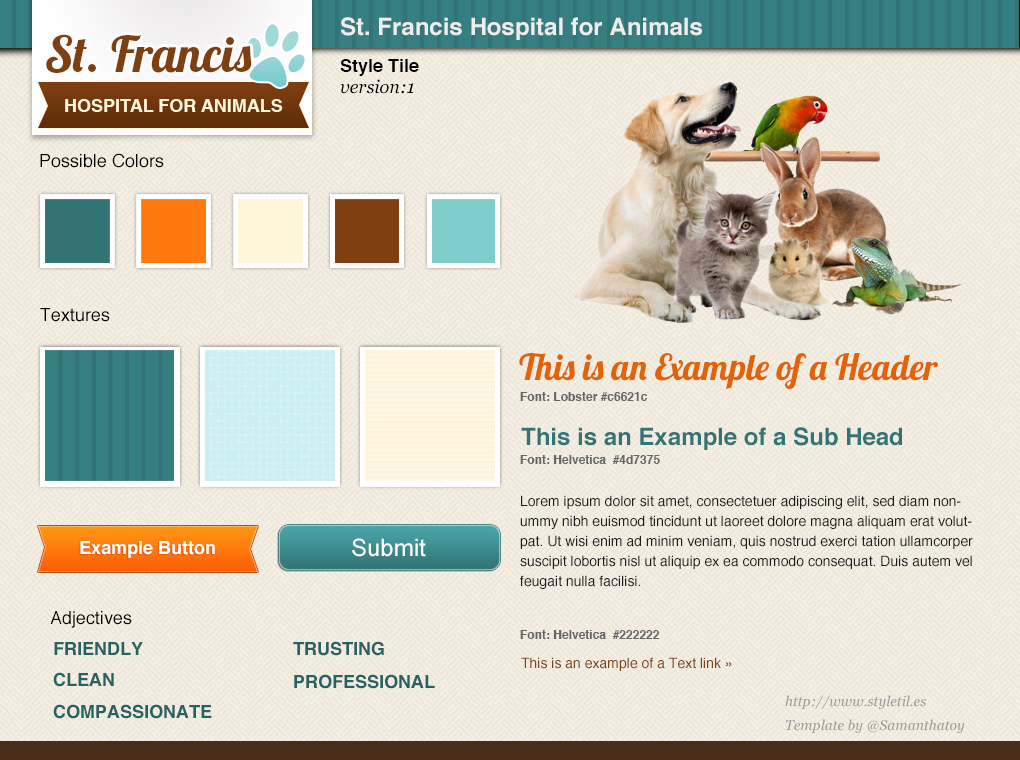 St. Francis
HOSPITAL FOR ANIMALS
St. Francis Hospital for Animals
Style Tile
version:1
Possible Colors
Textures
Example Button
Submit
Adjectives
FRIENDLY
CLEAN
COMPASSIONATE
TRUSTING
PROFESSIONAL
This is an Example of a Header
Font: Lobster #c6621c
This is an Example of a Sub Head
Font: Helvetica #4d7375
Lorem ipsum dolor sit amet, consectetuer adipiscing elit, sed diam non-
ummy nibh euismod tincidunt ut laoreet dolore magna aliquam erat volut-
pat. Ut wisi enim ad minim veniam, quis nostrud exerci tation ullamcorper
suscipit lobortis nisl ut aliquip ex ea commodo consequat. Duis autem vel
feugait nulla facilisi.
Font: Helvetica #222222
This is an example of a Text link »
http://www.styletil.es
Template by @Samanthatoy